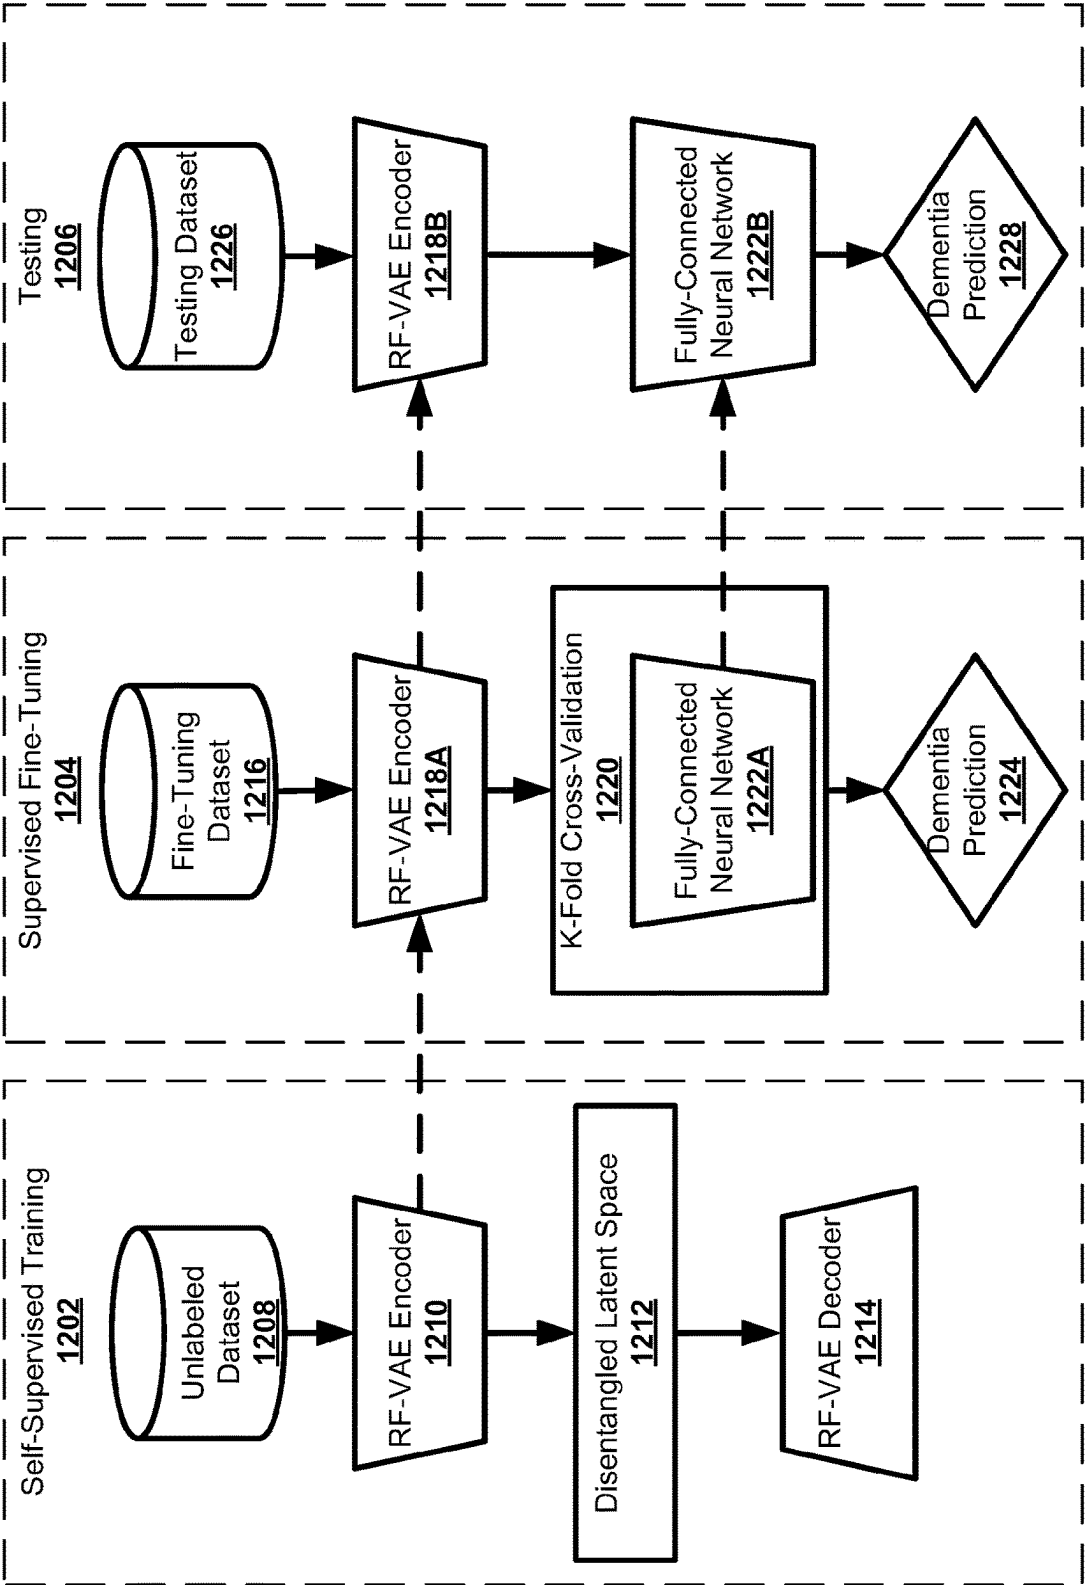 Self-Supervised Training
1202
Unlabeled
Dataset
1208
RF-VAE Encoder
1210
Disentangled Latent Space
1212
RF-VAE Decoder
1214
Supervised Fine-Tuning
1204
Fine-Tuning
Dataset
1216
RF-VAE Encoder
1218A
K-Fold Cross-Validation
1220
Fully-Connected
Neural Network
1222A
Dementia
Prediction
1224
Testing
1206
Testing Dataset
1226
RF-VAE Encoder
1218B
Fully-Connected
Neural Network
1222B
Dementia
Prediction
1228